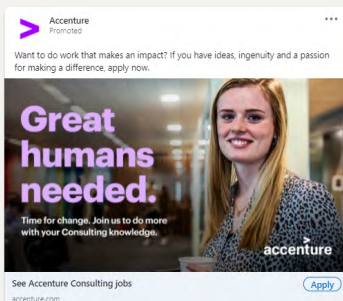 Accenture
Promoted
Want to do work that makes an impact? If you have ideas, ingenuity and a passion
for making a difference, apply now.
Great
humans
needed.
Time for change. Join us to do more
with your Consulting knowledge.
accenture
See Accenture Consulting jobs
Apply
accenture.com